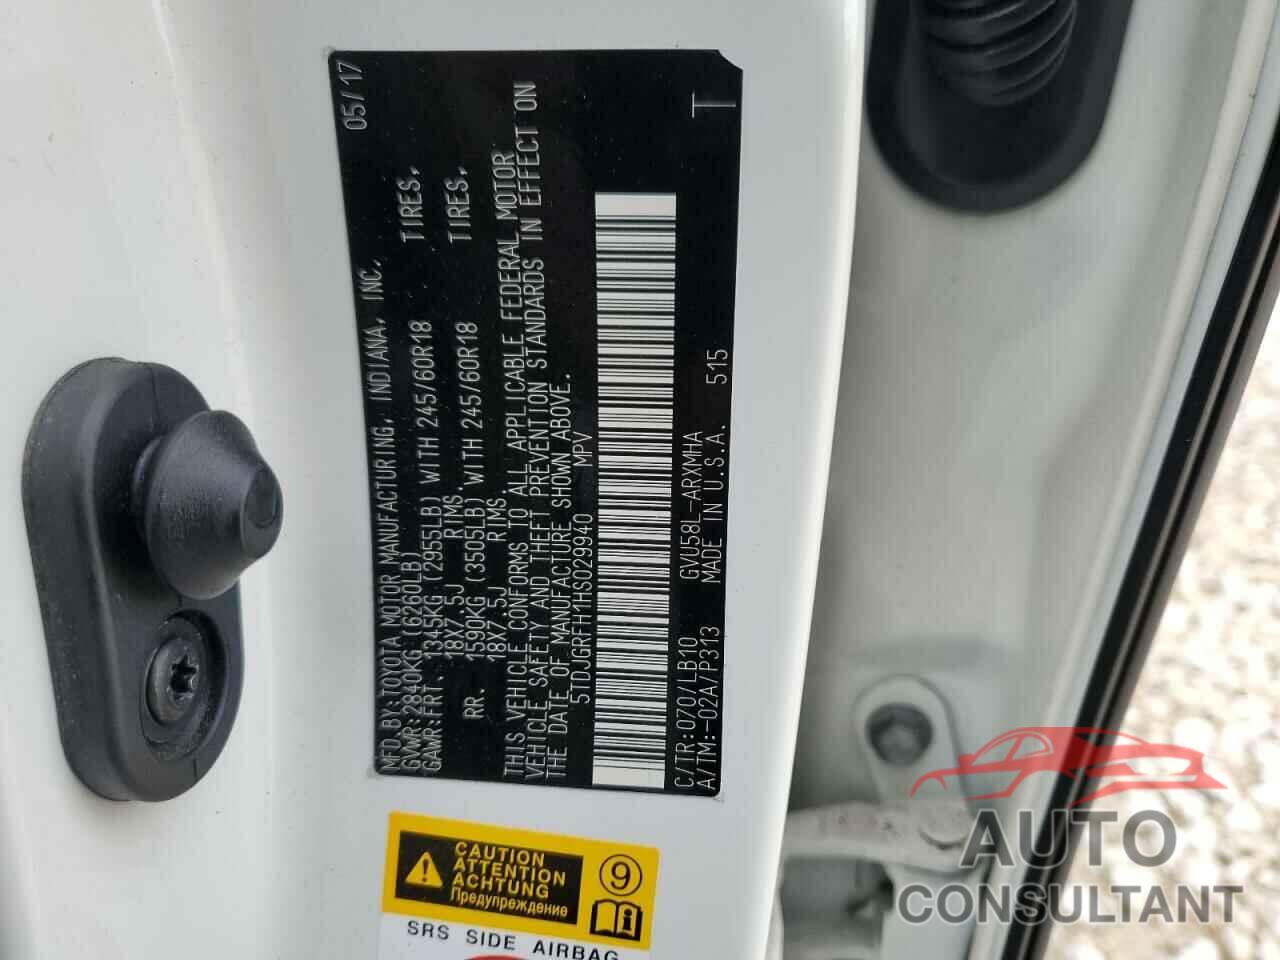 MFD.BY:TOYOTA MOTOR MANUFACTURING, INDIANA, INC. 05/17
GVWR:2840KG(6260LB)
GAWR:FRT. 1345KG (2955LB) WITH 245/60R18 TIRES,
18X7.5J RIMS.
RR. 1590KG (3505LB) WITH 245/60R18 TIRES,
18X7.5J RIMS.
THIS VEHICLE CONFORMS TO ALL APPLICABLE FEDERAL MOTOR
VEHICLE SAFETY AND THEFT PREVENTION STANDARDS IN EFFECT ON
THE DATE OF MANUFACTURE SHOWN ABOVE.
5TDJGRFH1HS029940 MPV
C/TR:070/LB10 GVU58L-ARXMHA
A/TM:-02A/P313 MADE IN U.S.A. 515 T
CAUTION
ATTENTION
ACHTUNG
Предупреждение
9
i
SRS SIDE AIRBAG
AUTO
CONSULTANT